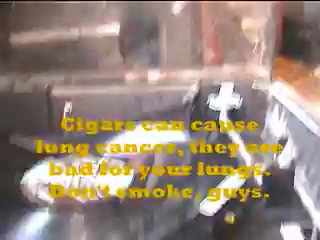 Cigars can cause
lung cancer, they are
bad for your lungs.
Don't smoke, guys.